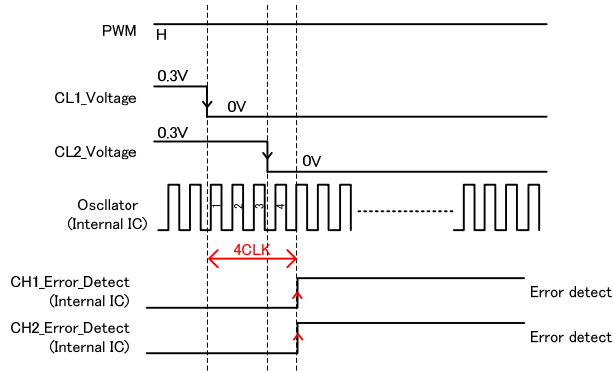 PWM
H
0.3V
CL1_Voltage
0V
0.3V
CL2_Voltage
0V
Oscllator
(Internal IC)
1 2 3 4
4CLK
CH1_Error_Detect
(Internal IC)
Error detect
CH2_Error_Detect
(Internal IC)
Error detect